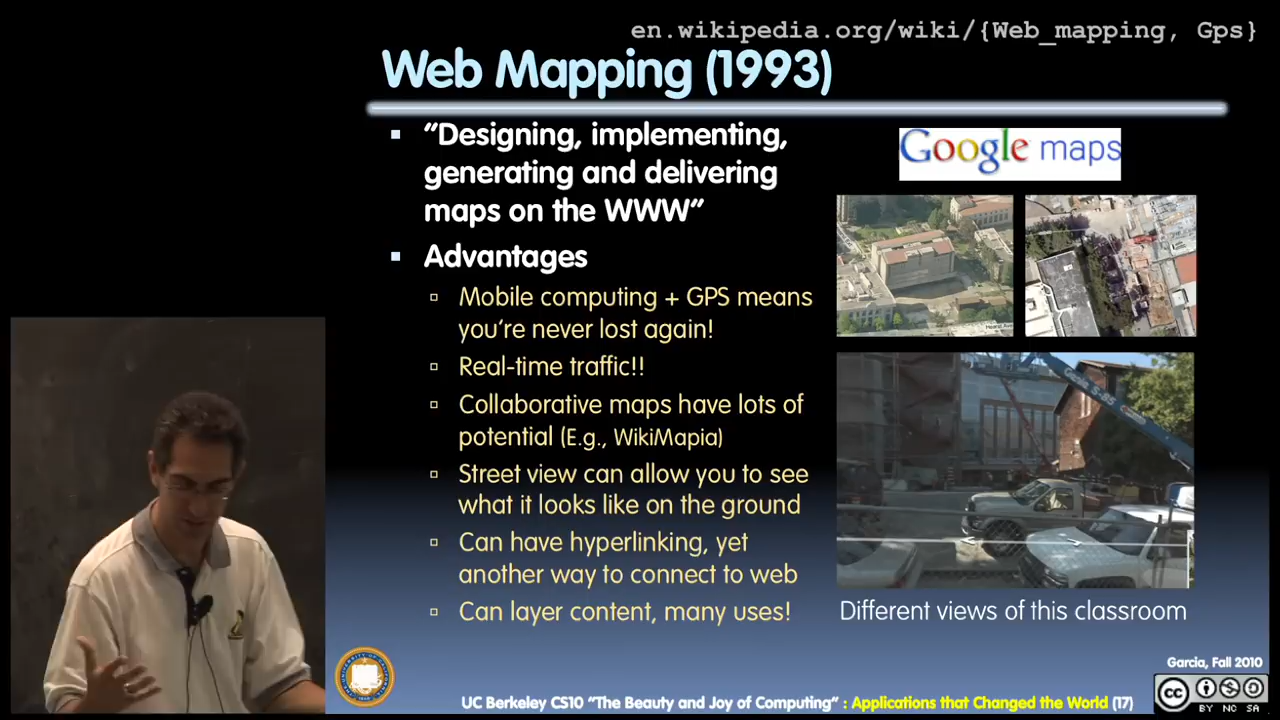 en.wikipedia.org/wiki/{Web_mapping, Gps}
Web Mapping (1993)
▪ “Designing, implementing,
generating and delivering
maps on the WWW”
▪ Advantages
▫ Mobile computing + GPS means
you’re never lost again!
▫ Real-time traffic!!
▫ Collaborative maps have lots of
potential (E.g., WikiMapia)
▫ Street view can allow you to see
what it looks like on the ground
▫ Can have hyperlinking, yet
another way to connect to web
▫ Can layer content, many uses!
Google maps
Different views of this classroom
Garcia, Fall 2010
UC Berkeley CS10 “The Beauty and Joy of Computing” : Applications that Changed the World (17)
cc
BY NC SA